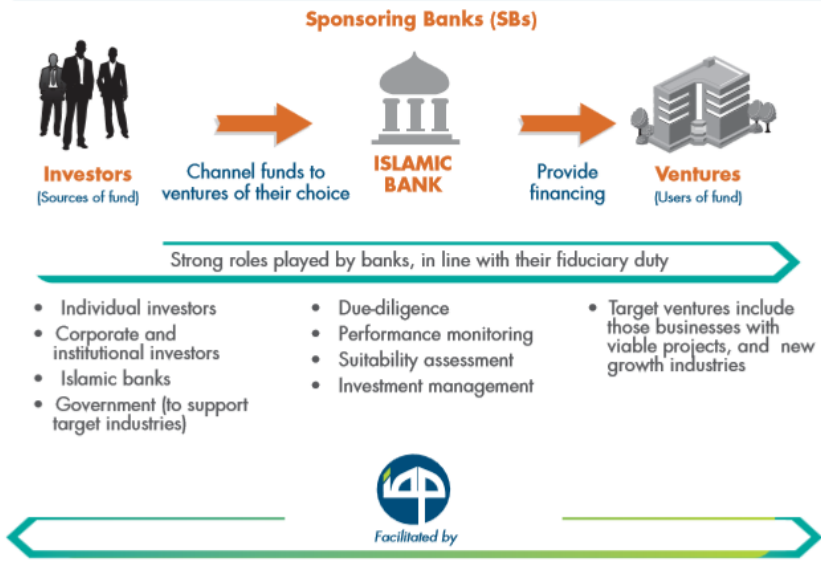 Sponsoring Banks (SBs)
Investors
(Sources of fund)
Channel funds to
ventures of their choice
ISLAMIC
BANK
Provide
financing
Ventures
(Users of fund)
Strong roles played by banks, in line with their fiduciary duty
• Individual investors
• Corporate and
institutional investors
• Islamic banks
• Government (to support
target industries)
• Due-diligence
• Performance monitoring
• Suitability assessment
• Investment management
• Target ventures include
those businesses with
viable projects, and new
growth industries
iap
Facilitated by